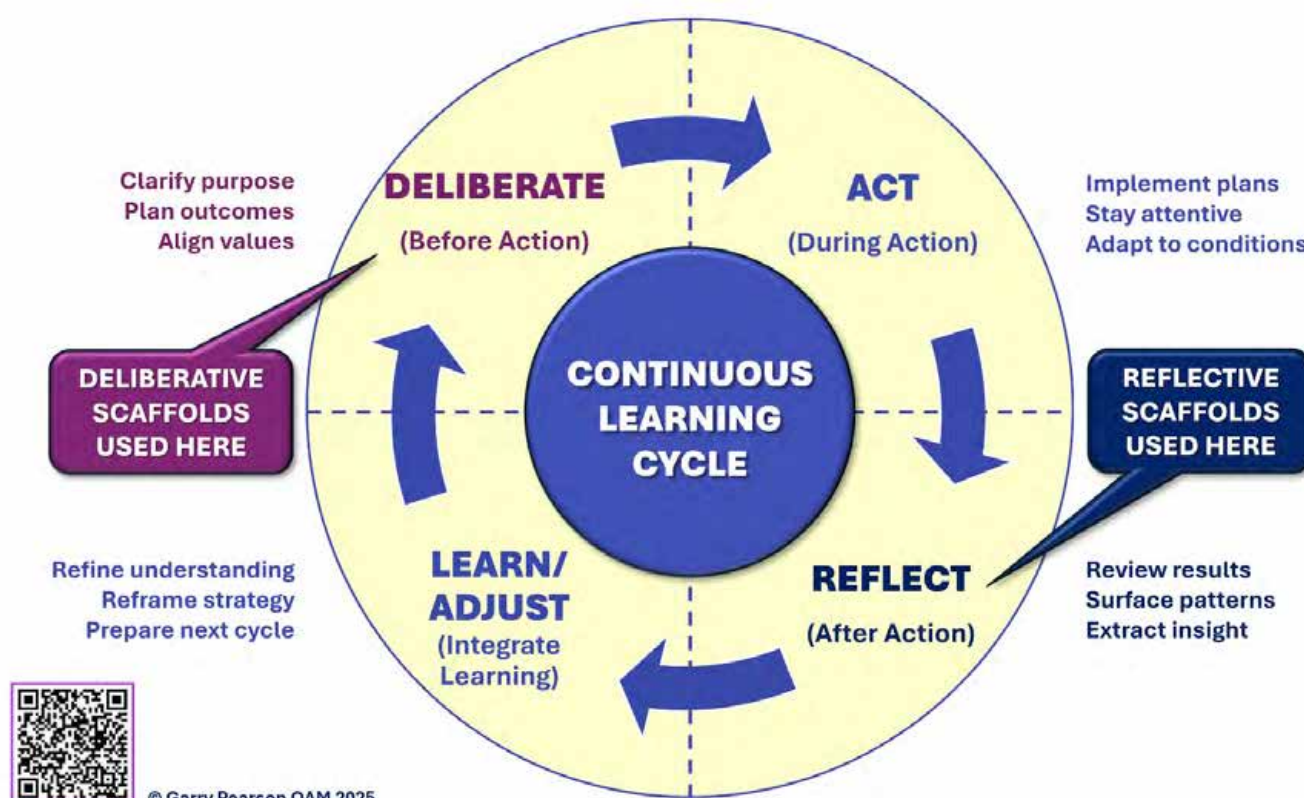 Clarify purpose
Plan outcomes
Align values
DELIBERATE
(Before Action)
ACT
(During Action)
Implement plans
Stay attentive
Adapt to conditions
DELIBERATIVE
SCAFFOLDS
USED HERE
CONTINUOUS
LEARNING
CYCLE
REFLECTIVE
SCAFFOLDS
USED HERE
Refine understanding
Reframe strategy
Prepare next cycle
LEARN/
ADJUST
(Integrate
Learning)
REFLECT
(After Action)
Review results
Surface patterns
Extract insight
© Garry Pearson OAM 2025